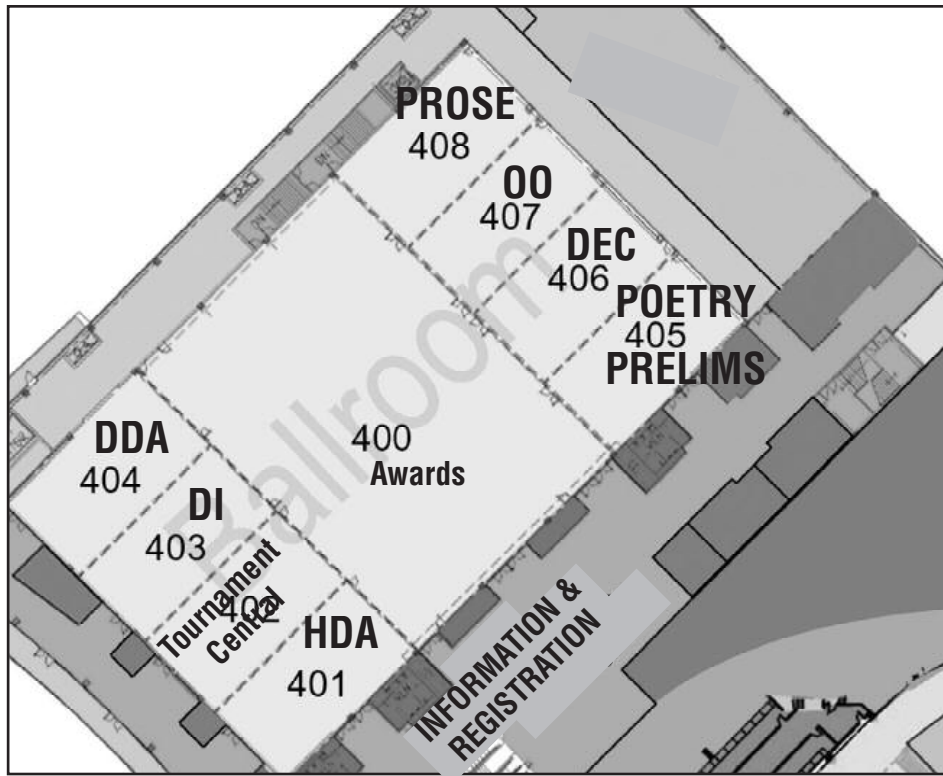 PROSE
408
OO
407
DEC
406
POETRY
405
PRELIMS
Ballroom
400
Awards
DDA
404
DI
403
Tournament
402
Central
HDA
401
INFORMATION &
REGISTRATION